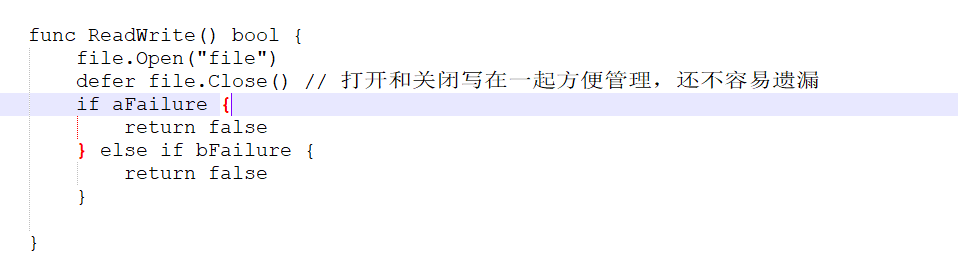 func ReadWrite() bool {
    file.Open("file")
    defer file.Close() // 打开和关闭写在一起方便管理，还不容易遗漏
    if aFailure {
        return false
    } else if bFailure {
        return false
    }

}